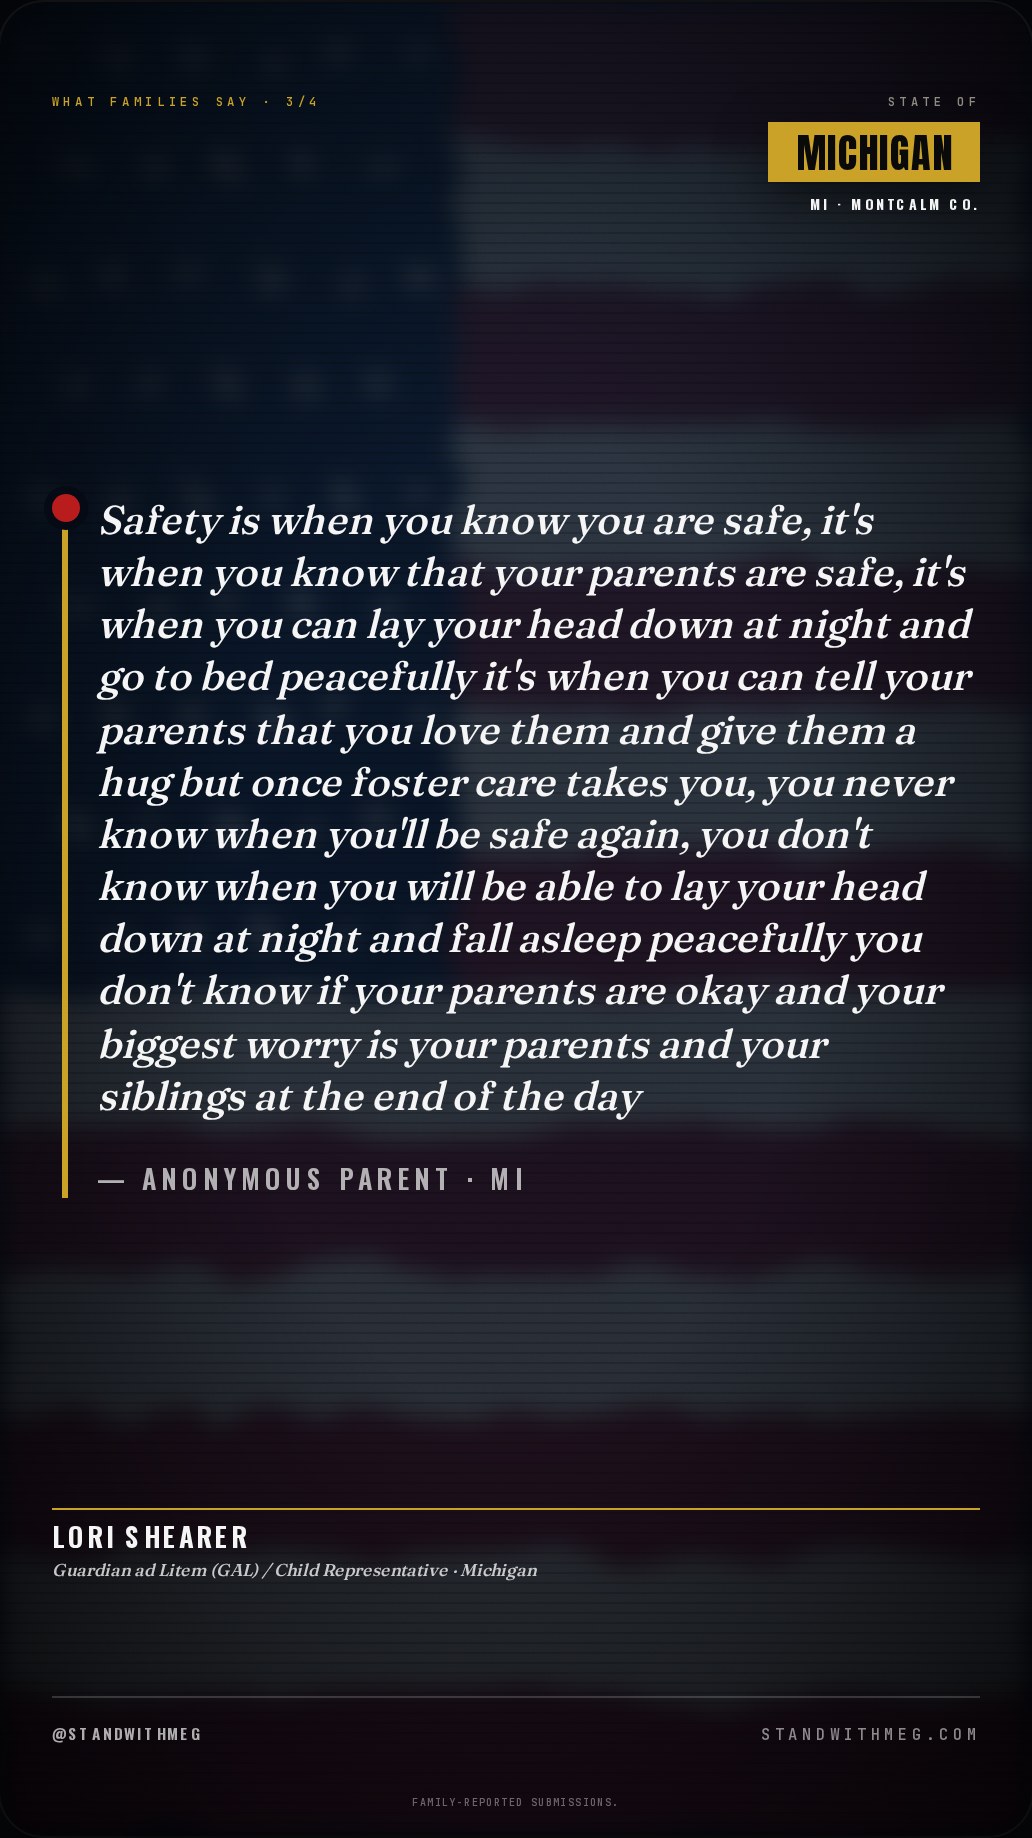 WHAT FAMILIES SAY · 3/4
STATE OF
MICHIGAN
MI · MONTCALM CO.
Safety is when you know you are safe, it's
when you know that your parents are safe, it's
when you can lay your head down at night and
go to bed peacefully it's when you can tell your
parents that you love them and give them a
hug but once foster care takes you, you never
know when you'll be safe again, you don't
know when you will be able to lay your head
down at night and fall asleep peacefully you
don't know if your parents are okay and your
biggest worry is your parents and your
siblings at the end of the day
— ANONYMOUS PARENT · MI
LORI SHEARER
Guardian ad Litem (GAL) / Child Representative · Michigan
@STANDWITHMEG
STANDWITHMEG.COM
FAMILY-REPORTED SUBMISSIONS.